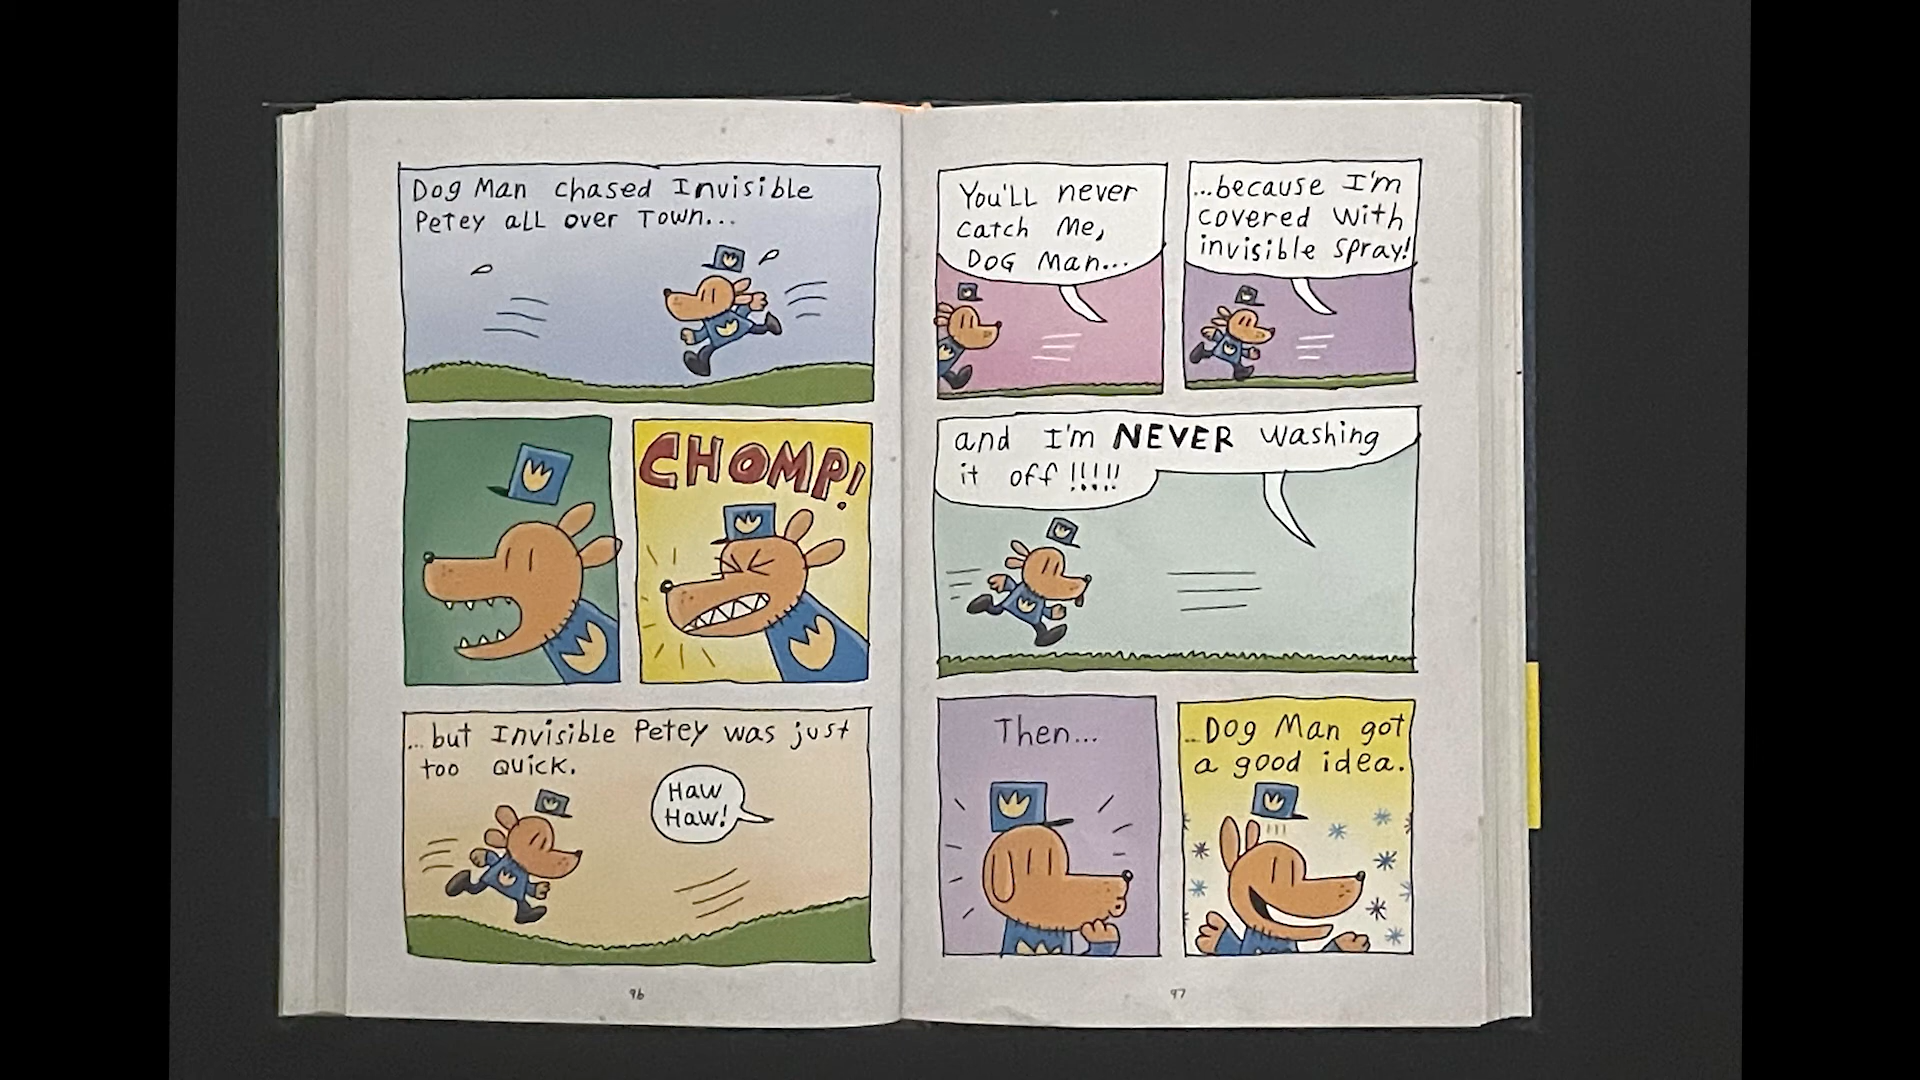 Dog Man chased Invisible
Petey all over Town...
CHOMP!
...but Invisible Petey was just
too quick.
Haw
Haw!
96
You'll never
catch me,
Dog Man...
...because I'm
covered with
invisible spray!
and I'm NEVER washing
it off!!!!!
Then...
...Dog Man got
a good idea.
97